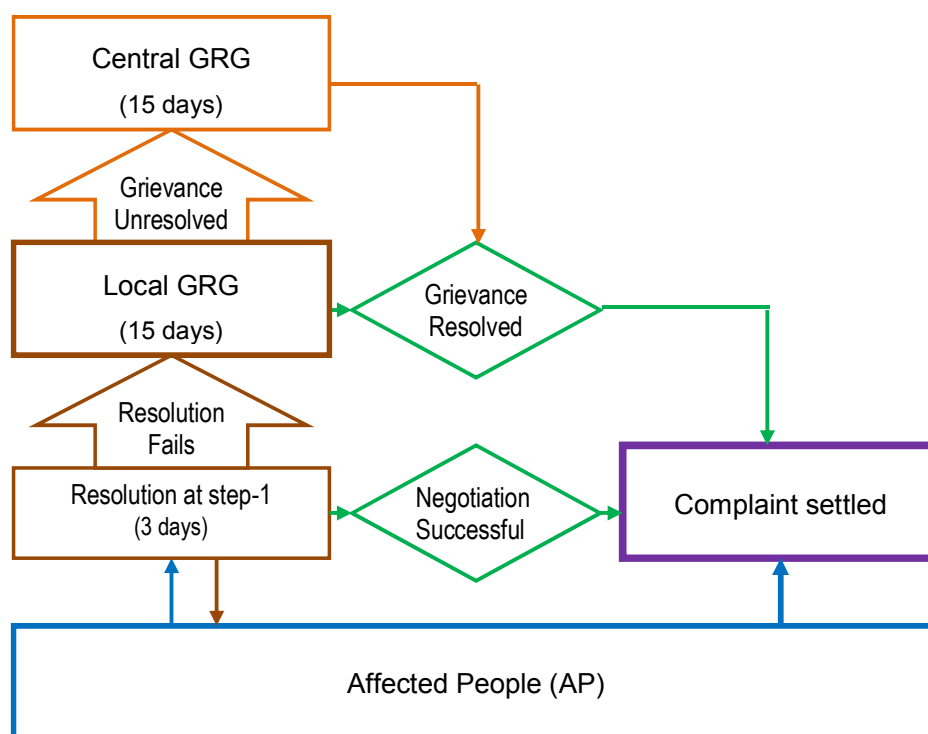 Central GRG
(15 days)
Grievance
Unresolved
Local GRG
(15 days)
Grievance
Resolved
Resolution
Fails
Resolution at step-1
(3 days)
Negotiation
Successful
Complaint settled
Affected People (AP)